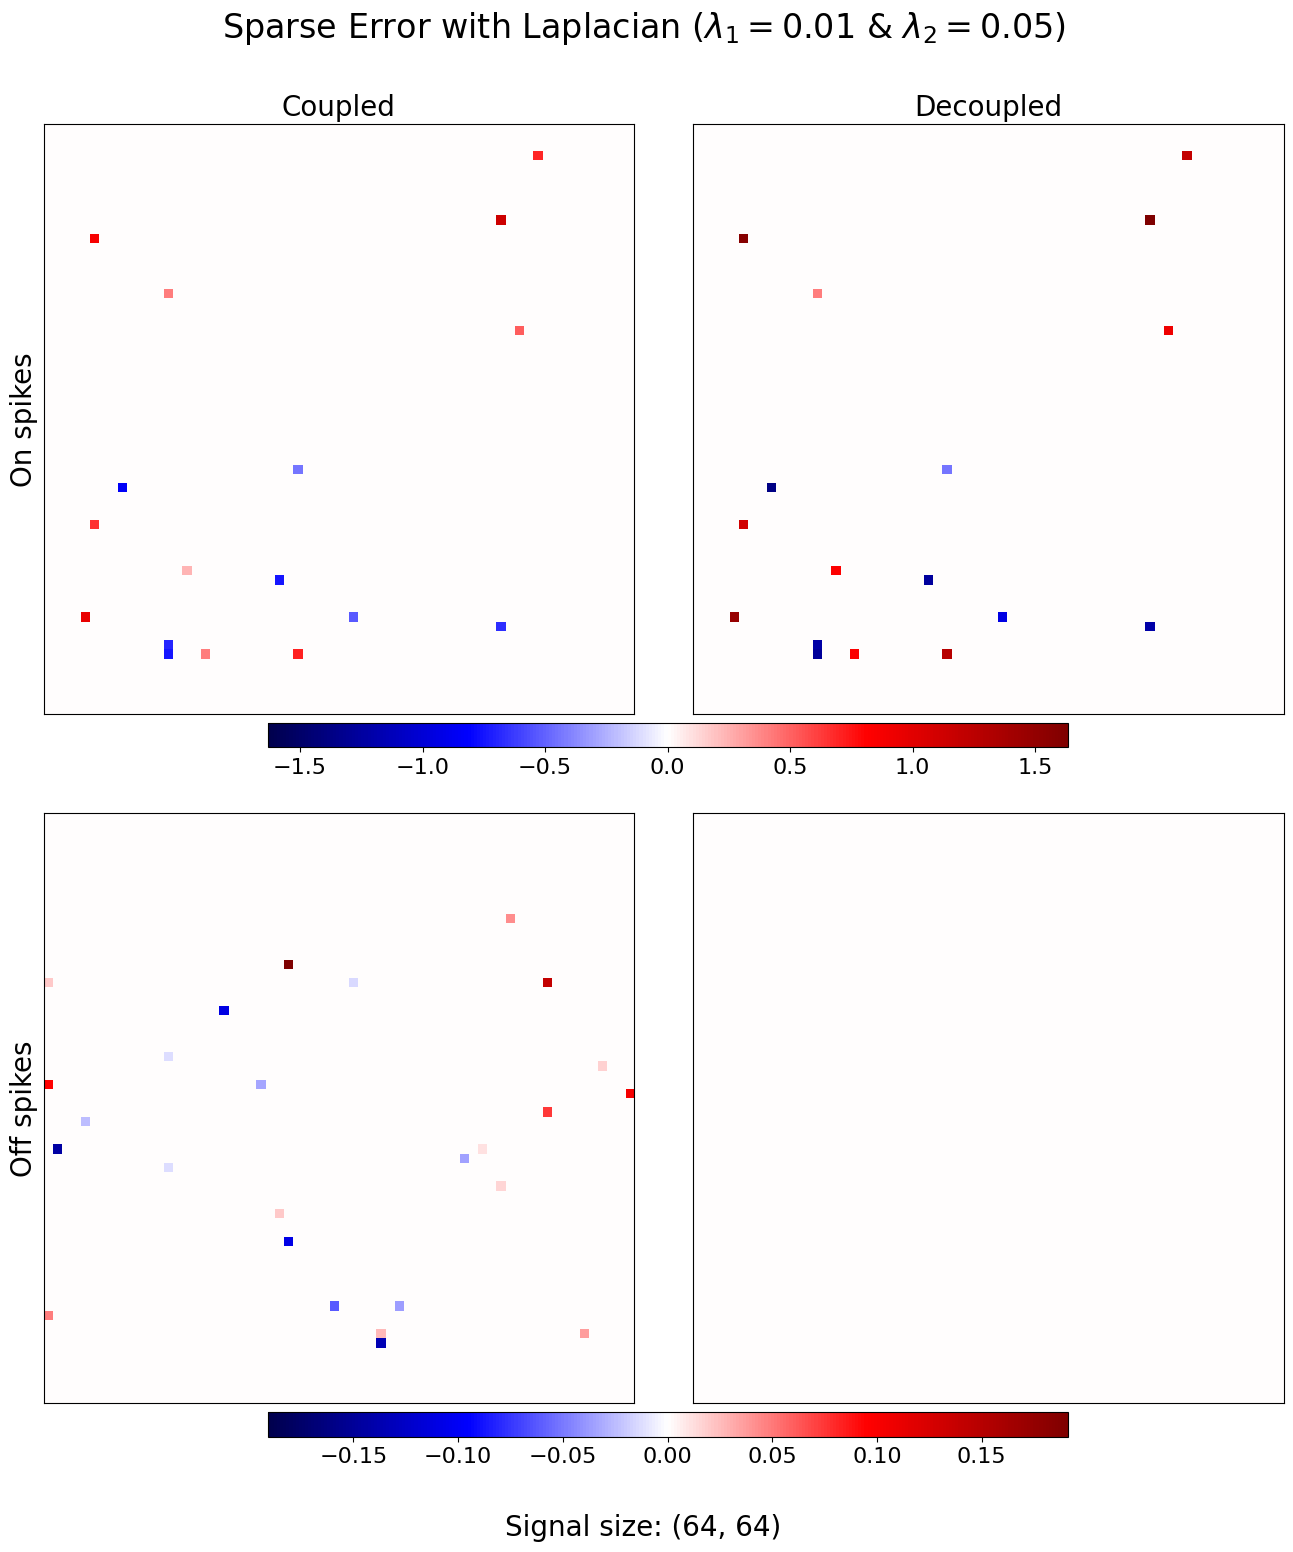 Sparse Error with Laplacian (λ₁ = 0.01 & λ₂ = 0.05)
Coupled
Decoupled
On spikes
−1.5 −1.0 −0.5 0.0 0.5 1.0 1.5
Off spikes
−0.15 −0.10 −0.05 0.00 0.05 0.10 0.15
Signal size: (64, 64)